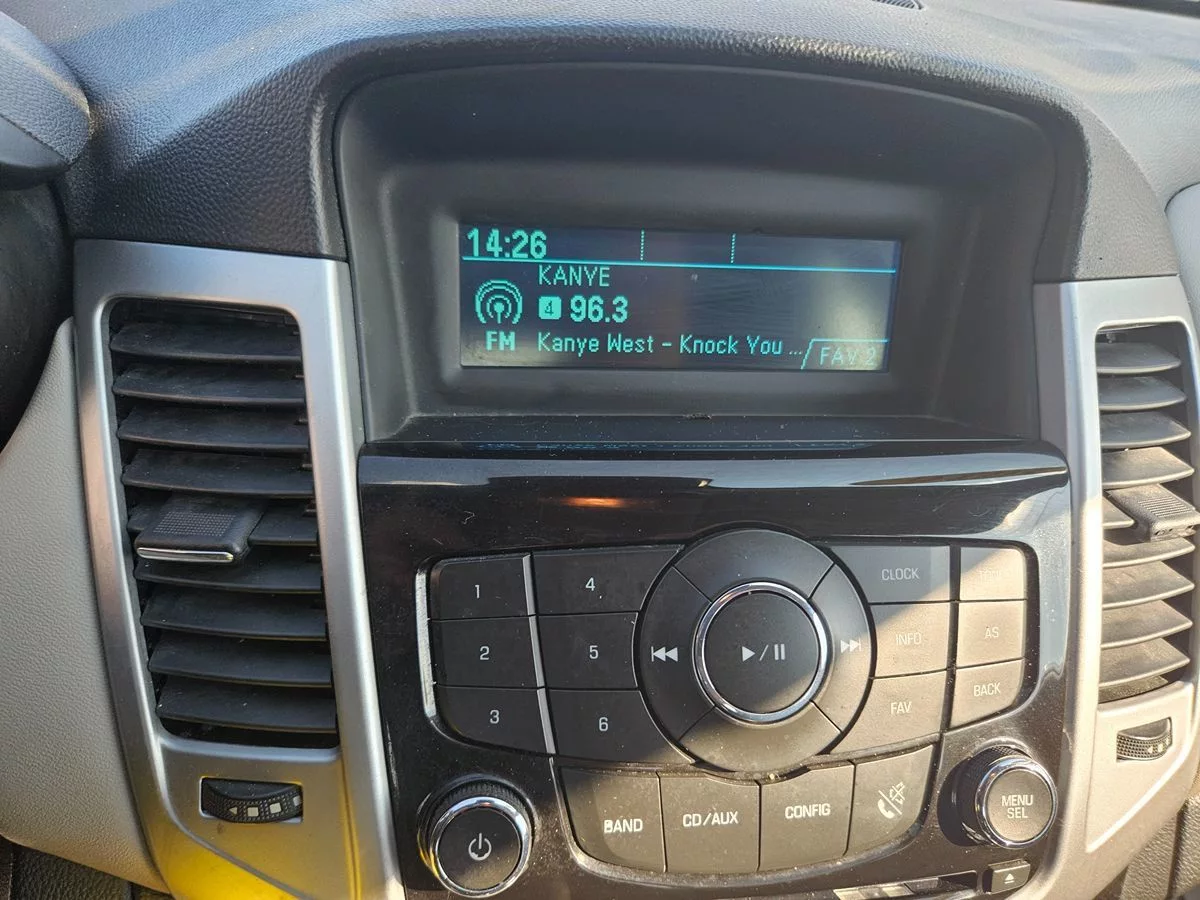 14:26
KANYE
4 96.3
FM Kanye West - Knock You ... FAV 2
1 4 CLOCK
2 5 INFO AS
3 6 FAV BACK
BAND CD/AUX CONFIG
MENU
SEL